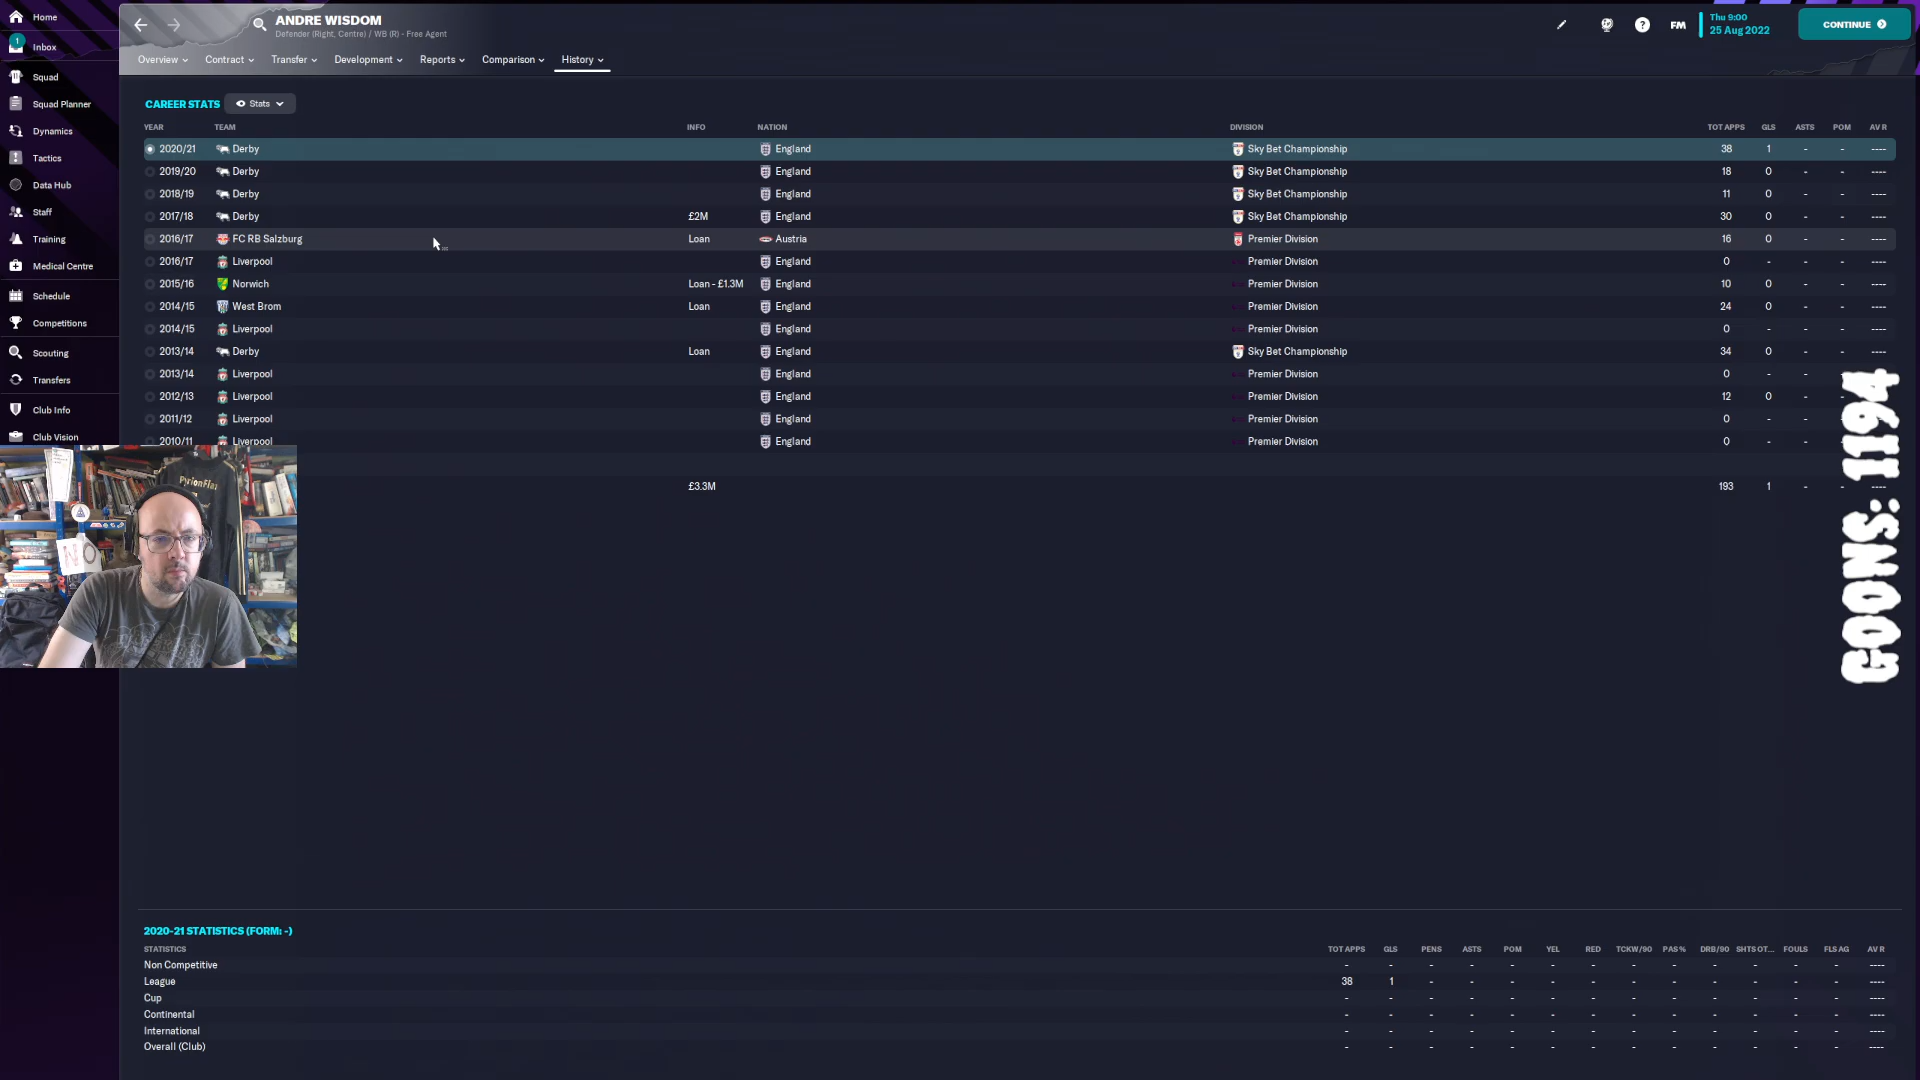 Home
ANDRE WISDOM
Defender (Right, Centre) / WB (R) - Free Agent
FM
Thu 9:00
25 Aug 2022
CONTINUE
1
Inbox
Overview
Contract
Transfer
Development
Reports
Comparison
History
Squad
Squad Planner
Dynamics
Tactics
Data Hub
Staff
Training
Medical Centre
Schedule
Competitions
Scouting
Transfers
Club Info
Club Vision
CAREER STATS Stats
YEAR TEAM INFO NATION DIVISION TOT APPS GLS ASTS POM AV R
2020/21 Derby England Sky Bet Championship 38 1 - - ----
2019/20 Derby England Sky Bet Championship 18 0 - - ----
2018/19 Derby England Sky Bet Championship 11 0 - - ----
2017/18 Derby £2M England Sky Bet Championship 30 0 - - ----
2016/17 FC RB Salzburg Loan Austria Premier Division 16 0 - - ----
2016/17 Liverpool England Premier Division 0 - - - ----
2015/16 Norwich Loan - £1.3M England Premier Division 10 0 - - ----
2014/15 West Brom Loan England Premier Division 24 0 - - ----
2014/15 Liverpool England Premier Division 0 - - - ----
2013/14 Derby Loan England Sky Bet Championship 34 0 - - ----
2013/14 Liverpool England Premier Division 0 - - - ----
2012/13 Liverpool England Premier Division 12 0 - - ----
2011/12 Liverpool England Premier Division 0 - - - ----
2010/11 Liverpool England Premier Division 0 - - - ----
£3.3M 193 1 - - ----
PyrionFlax
NO
GOONS: 1194
2020-21 STATISTICS (FORM: -)
STATISTICS TOT APPS GLS PENS ASTS POM YEL RED TCKW/90 PAS % DRB/90 SHTS OT... FOULS FLS AG AV R
Non Competitive - - - - - - - - - - - - - ----
League 38 1 - - - - - - - - - - - ----
Cup - - - - - - - - - - - - - ----
Continental - - - - - - - - - - - - - ----
International - - - - - - - - - - - - - ----
Overall (Club) - - - - - - - - - - - - - ----